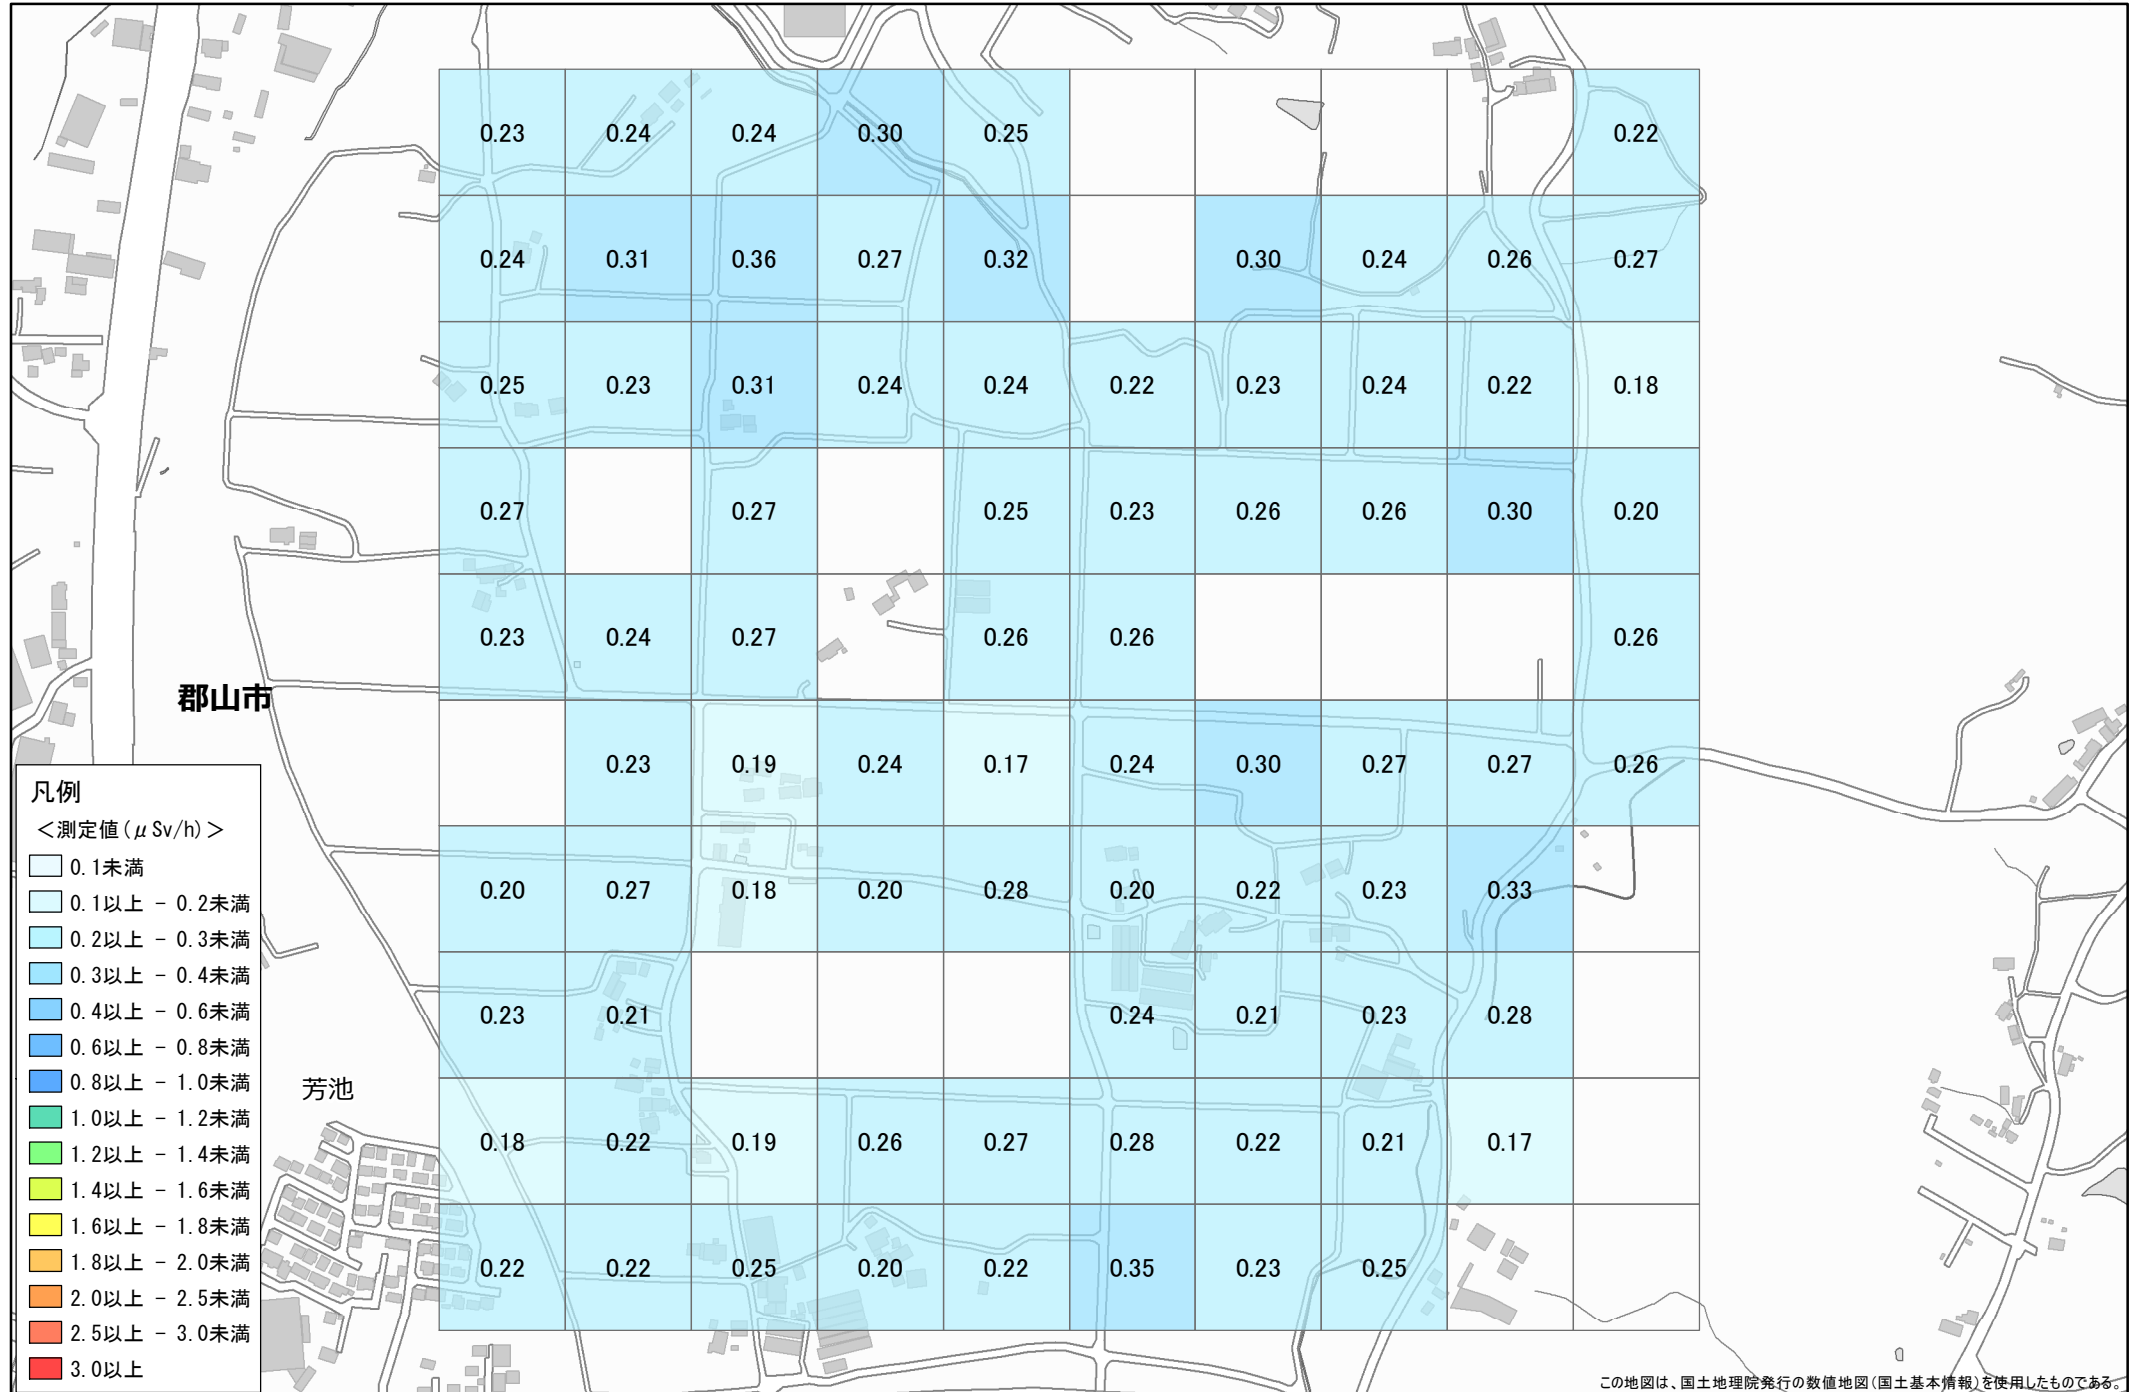 0.23 0.24 0.24 0.30 0.25 0.22
0.24 0.31 0.36 0.27 0.32 0.30 0.24 0.26 0.27
0.25 0.23 0.31 0.24 0.24 0.22 0.23 0.24 0.22 0.18
0.27 0.27 0.25 0.23 0.26 0.26 0.30 0.20
0.23 0.24 0.27 0.26 0.26 0.26
郡山市
0.23 0.19 0.24 0.17 0.24 0.30 0.27 0.27 0.26
0.20 0.27 0.18 0.20 0.28 0.20 0.22 0.23 0.33
0.23 0.21 0.24 0.21 0.23 0.28
芳池
0.18 0.22 0.19 0.26 0.27 0.28 0.22 0.21 0.17
0.22 0.22 0.25 0.20 0.22 0.35 0.23 0.25
凡例
＜測定値(μSv/h)＞
0.1未満
0.1以上 － 0.2未満
0.2以上 － 0.3未満
0.3以上 － 0.4未満
0.4以上 － 0.6未満
0.6以上 － 0.8未満
0.8以上 － 1.0未満
1.0以上 － 1.2未満
1.2以上 － 1.4未満
1.4以上 － 1.6未満
1.6以上 － 1.8未満
1.8以上 － 2.0未満
2.0以上 － 2.5未満
2.5以上 － 3.0未満
3.0以上
この地図は、国土地理院発行の数値地図(国土基本情報)を使用したものである。